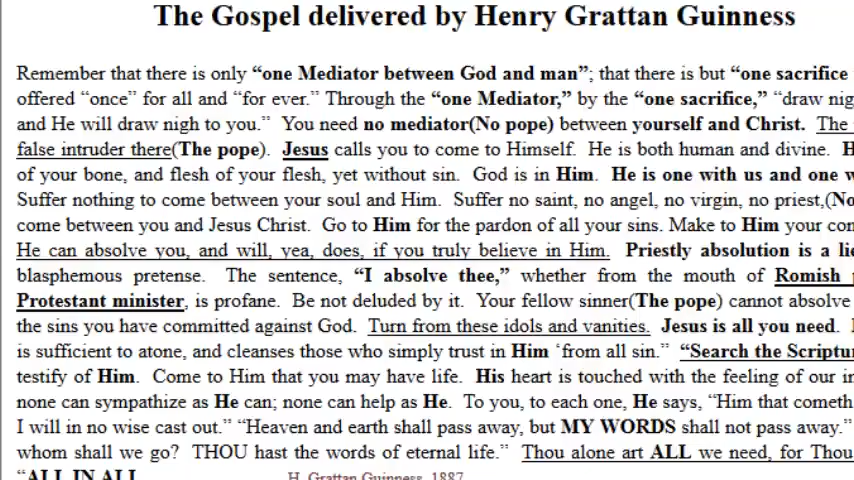 The Gospel delivered by Henry Grattan Guinness
Remember that there is only “one Mediator between God and man”; that there is but “one sacrifice
offered “once” for all and “for ever.” Through the “one Mediator,” by the “one sacrifice,” “draw nig
and He will draw nigh to you.” You need no mediator(No pope) between yourself and Christ. The
false intruder there(The pope). Jesus calls you to come to Himself. He is both human and divine. H
of your bone, and flesh of your flesh, yet without sin. God is in Him. He is one with us and one w
Suffer nothing to come between your soul and Him. Suffer no saint, no angel, no virgin, no priest,(No
come between you and Jesus Christ. Go to Him for the pardon of all your sins. Make to Him your con
He can absolve you, and will, yea, does, if you truly believe in Him. Priestly absolution is a lie
blasphemous pretense. The sentence, “I absolve thee,” whether from the mouth of Romish
Protestant minister, is profane. Be not deluded by it. Your fellow sinner(The pope) cannot absolve
the sins you have committed against God. Turn from these idols and vanities. Jesus is all you need.
is sufficient to atone, and cleanses those who simply trust in Him ‘from all sin.” “Search the Scriptur
testify of Him. Come to Him that you may have life. His heart is touched with the feeling of our in
none can sympathize as He can; none can help as He. To you, to each one, He says, “Him that cometh
I will in no wise cast out.” “Heaven and earth shall pass away, but MY WORDS shall not pass away.”
whom shall we go? THOU hast the words of eternal life.” Thou alone art ALL we need, for Thou
“ALL IN ALL H. Grattan Guinness, 1887